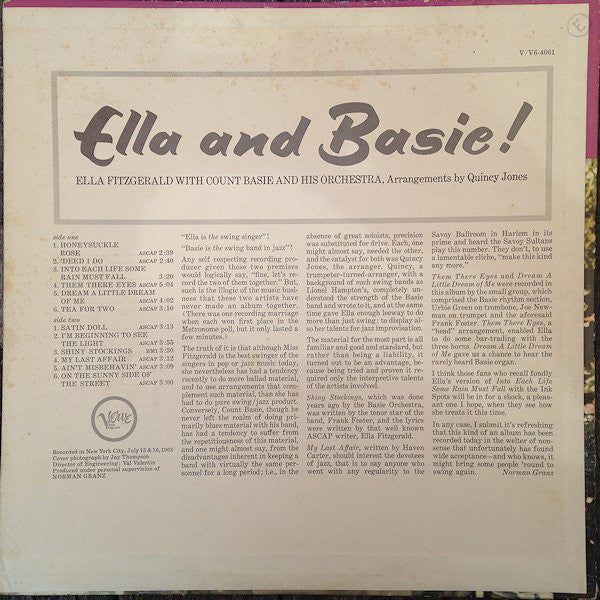 E
V/V6-4061
Ella and Basie!
ELLA FITZGERALD WITH COUNT BASIE AND HIS ORCHESTRA, Arrangements by Quincy Jones
side one
1. HONEYSUCKLE
ROSE ASCAP 2:39
2. 'DEED I DO ASCAP 2:40
3. INTO EACH LIFE SOME
RAIN MUST FALL 3:20
4. THEM THERE EYES ASCAP 5:04
5. DREAM A LITTLE DREAM
OF ME ASCAP 4:02
6. TEA FOR TWO ASCAP 3:10
side two
1. SATIN DOLL ASCAP 3:13
2. I'M BEGINNING TO SEE
THE LIGHT ASCAP 3:55
3. SHINY STOCKINGS BMI 3:30
4. MY LAST AFFAIR ASCAP 3:12
5. AIN'T MISBEHAVIN' ASCAP 3:09
6. ON THE SUNNY SIDE OF
THE STREET ASCAP 3:00
Verve
Recorded in New York City, July 15 & 16, 1963
Cover photograph by Jay Thompson
Director of Engineering: Val Valentin
Produced under personal supervision of
NORMAN GRANZ.
"Ella is the swing singer"!
"Basie is the swing band in jazz"!
Any self respecting recording pro-
ducer given those two premises
would logically say, "fine, let's re-
cord the two of them together." But,
such is the illogic of the music busi-
ness that these two artists have
never made an album together.
(There was one recording marriage
when each won first place in the
Metronome poll, but it only lasted a
few minutes.)
The truth of it is that although Miss
Fitzgerald is the best swinger of the
singers in pop or jazz music today,
she nevertheless has had a tendency
recently to do more ballad material,
and to use arrangements that com-
plement such material, than she has
had to do pure swing/jazz product.
Conversely, Count Basie, though he
never left the realm of doing pri-
marily blues material with his band,
has had a tendency to suffer from
the repetitiousness of this material,
and one might almost say, from the
disadvantages inherent in keeping a
band with virtually the same per-
sonnel for a long period; i.e., in the
absence of great soloists, precision
was substituted for drive. Each, one
might almost say, needed the other,
and the catalyst for both was Quincy
Jones, the arranger. Quincy, a
trumpeter-turned-arranger, with a
background of such swing bands as
Lionel Hampton's, completely un-
derstood the strength of the Basie
band and wrote to it, and at the same
time gave Ella enough leeway to do
more than just swing: to display al-
so her talents for jazz improvisation.
The material for the most part is all
familiar and good and standard, but
rather than being a liability, it
turned out to be an advantage, be-
cause being tried and proven it re-
quired only the interpretive talents
of the artists involved.
Shiny Stockings, which was done
years ago by the Basie Orchestra,
was written by the tenor star of the
band, Frank Foster, and the lyrics
were written by that well known
ASCAP writer, Ella Fitzgerald.
My Last Affair, written by Haven
Carter, should interest the devotees
of jazz, that is to say anyone who
went with any regularity to the
Savoy Ballroom in Harlem in its
prime and heard the Savoy Sultans
play this number. They don't, to use
a lamentable cliche, "make this kind
any more."
Them There Eyes and Dream A
Little Dream of Me were recorded in
this album by the small group, which
comprised the Basie rhythm section,
Urbie Green on trombone, Joe New-
man on trumpet and the aforesaid
Frank Foster. Them There Eyes, a
"head" arrangement, enabled Ella
to do some bar-trading with the
three horns. Dream A Little Dream
of Me gave us a chance to hear the
rarely heard Basie organ.
I think those fans who recall fondly
Ella's version of Into Each Life
Some Rain Must Fall with the Ink
Spots will be in for a shock, a pleas-
ant one I hope, when they see how
she treats it this time.
In any case, I submit it's refreshing
that this kind of an album has been
recorded today in the welter of non-
sense that unfortunately has found
wide acceptance—and who knows, it
might bring some people 'round to
swing again. Norman Granz